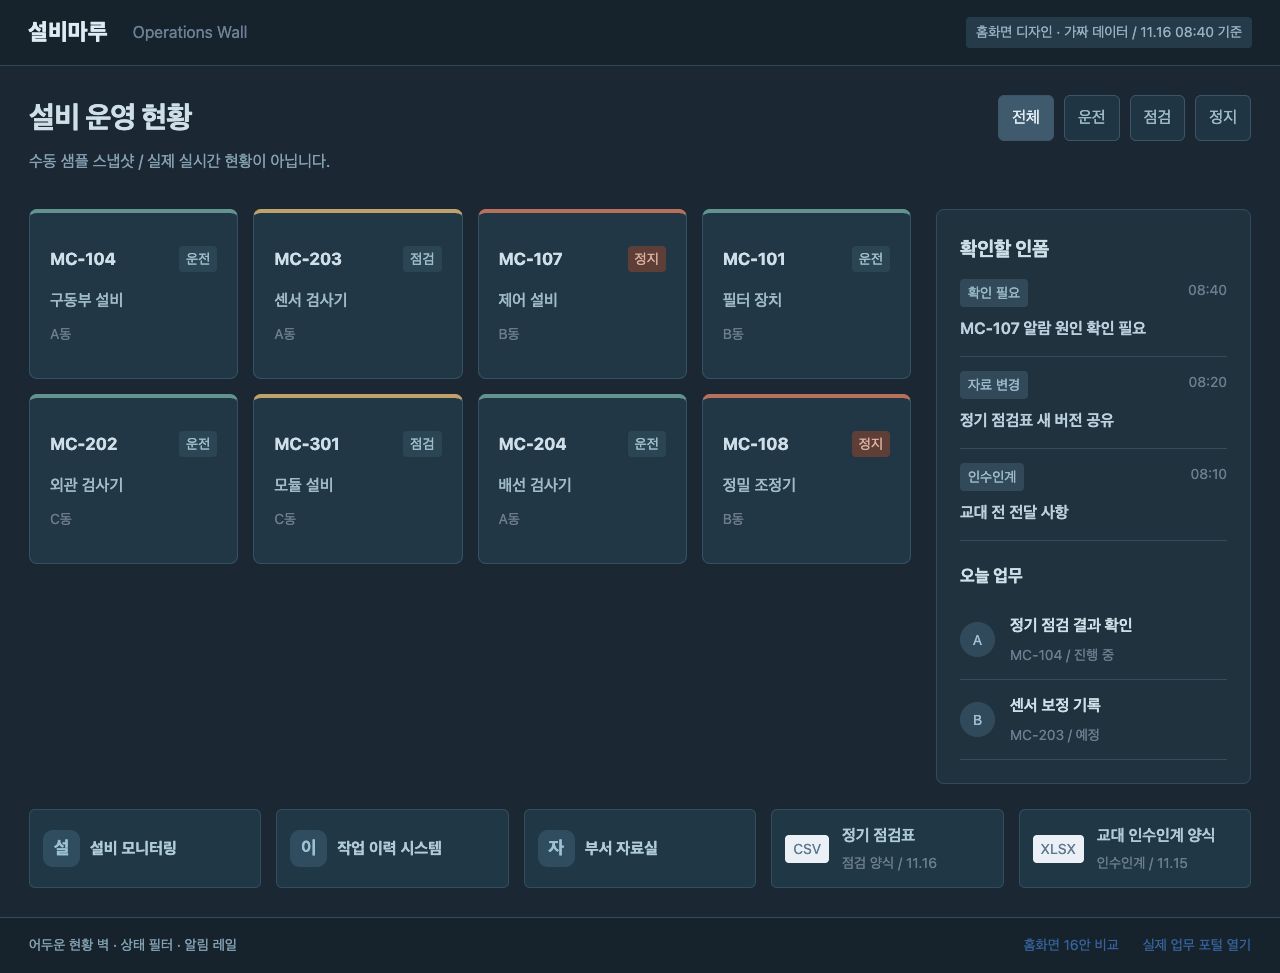 설비마루
Operations Wall
홈화면 디자인 · 가짜 데이터 / 11.16 08:40 기준
설비 운영 현황
수동 샘플 스냅샷 / 실제 실시간 현황이 아닙니다.
전체
운전
점검
정지
MC-104
운전
구동부 설비
A동
MC-203
점검
센서 검사기
A동
MC-107
정지
제어 설비
B동
MC-101
운전
필터 장치
B동
MC-202
운전
외관 검사기
C동
MC-301
점검
모듈 설비
C동
MC-204
운전
배선 검사기
A동
MC-108
정지
정밀 조정기
B동
확인할 인폼
확인 필요
08:40
MC-107 알람 원인 확인 필요
자료 변경
08:20
정기 점검표 새 버전 공유
인수인계
08:10
교대 전 전달 사항
오늘 업무
A
정기 점검 결과 확인
MC-104 / 진행 중
B
센서 보정 기록
MC-203 / 예정
설
설비 모니터링
이
작업 이력 시스템
자
부서 자료실
CSV
정기 점검표
점검 양식 / 11.16
XLSX
교대 인수인계 양식
인수인계 / 11.15
어두운 현황 벽 · 상태 필터 · 알림 레일
홈화면 16안 비교
실제 업무 포털 열기